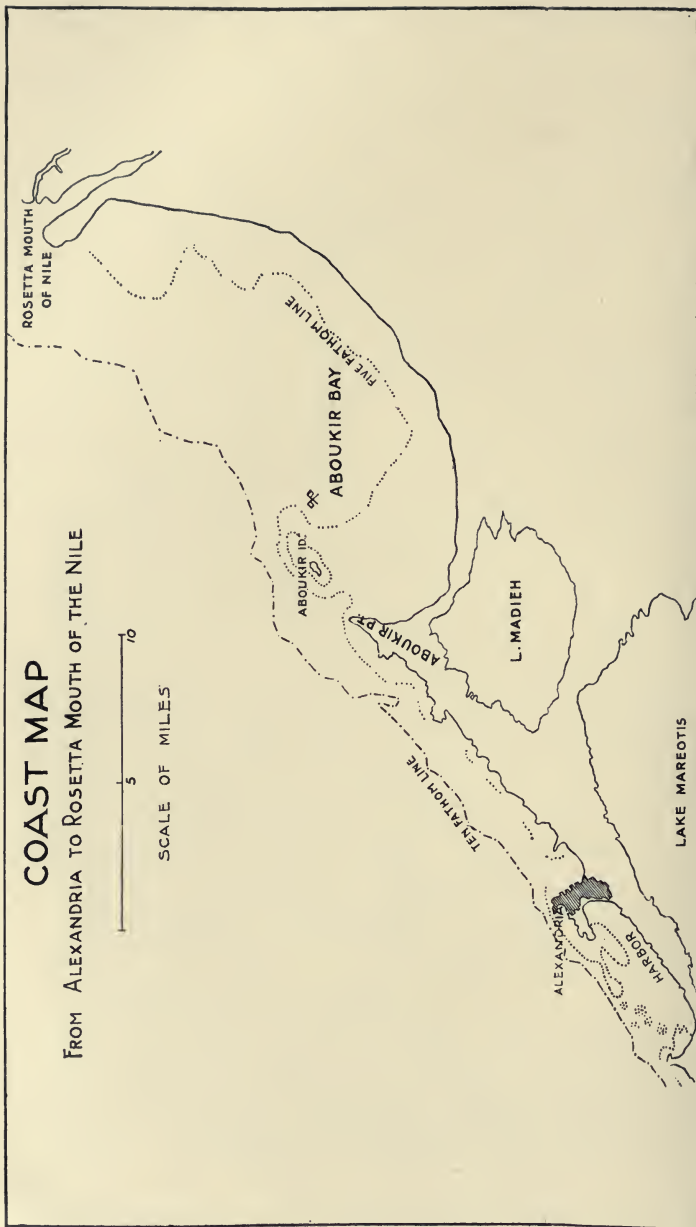 COAST MAP
FROM ALEXANDRIA TO ROSETTA MOUTH OF THE NILE
5
10
SCALE OF MILES
ROSETTA MOUTH
OF NILE
FIVE FATHOM LINE
ABOUKIR BAY
ABOUKIR ID.
ABOUKIR PT.
L. MADIEH
TEN FATHOM LINE
ALEXANDRIA
HARBOR
LAKE MAREOTIS